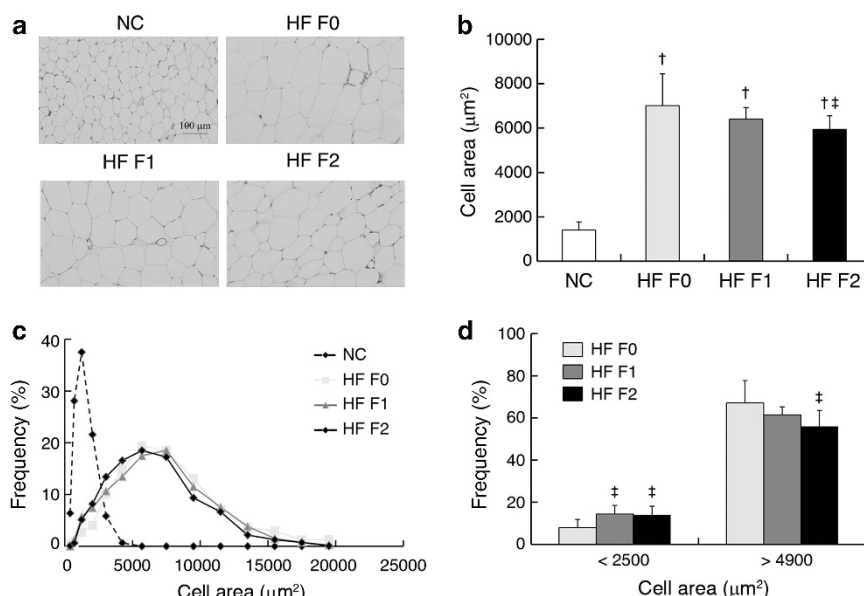 a
NC
HF F0
100 μm
HF F1
HF F2
b
Cell area (μm²)
10000
8000
6000
4000
2000
0
†
†
†‡
NC
HF F0
HF F1
HF F2
c
Frequency (%)
40
30
20
10
0
NC
HF F0
HF F1
HF F2
0
5000
10000
15000
20000
25000
Cell area (μm²)
d
Frequency (%)
100
80
60
40
20
0
HF F0
HF F1
HF F2
‡
‡
‡
< 2500
> 4900
Cell area (μm²)